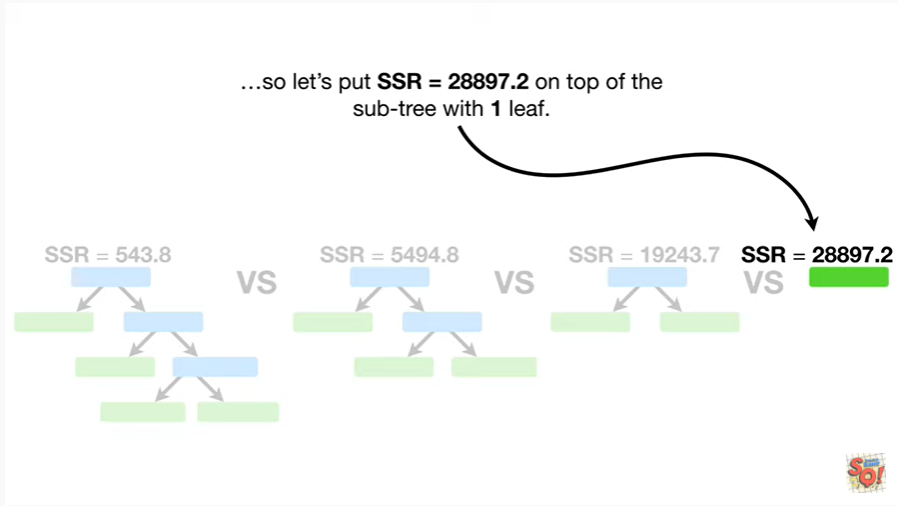 …so let's put SSR = 28897.2 on top of the
sub-tree with 1 leaf.
SSR = 543.8
VS
SSR = 5494.8
VS
SSR = 19243.7
VS
SSR = 28897.2
SQ!